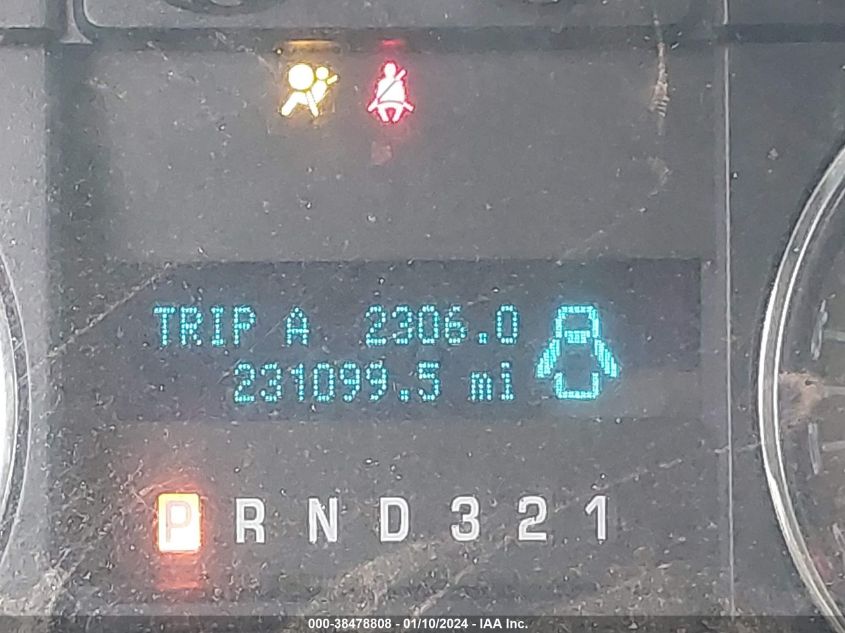 TRIP A 2306.0
231099.5 mi
P R N D 3 2 1
000-38478808 - 01/10/2024 - IAA Inc.